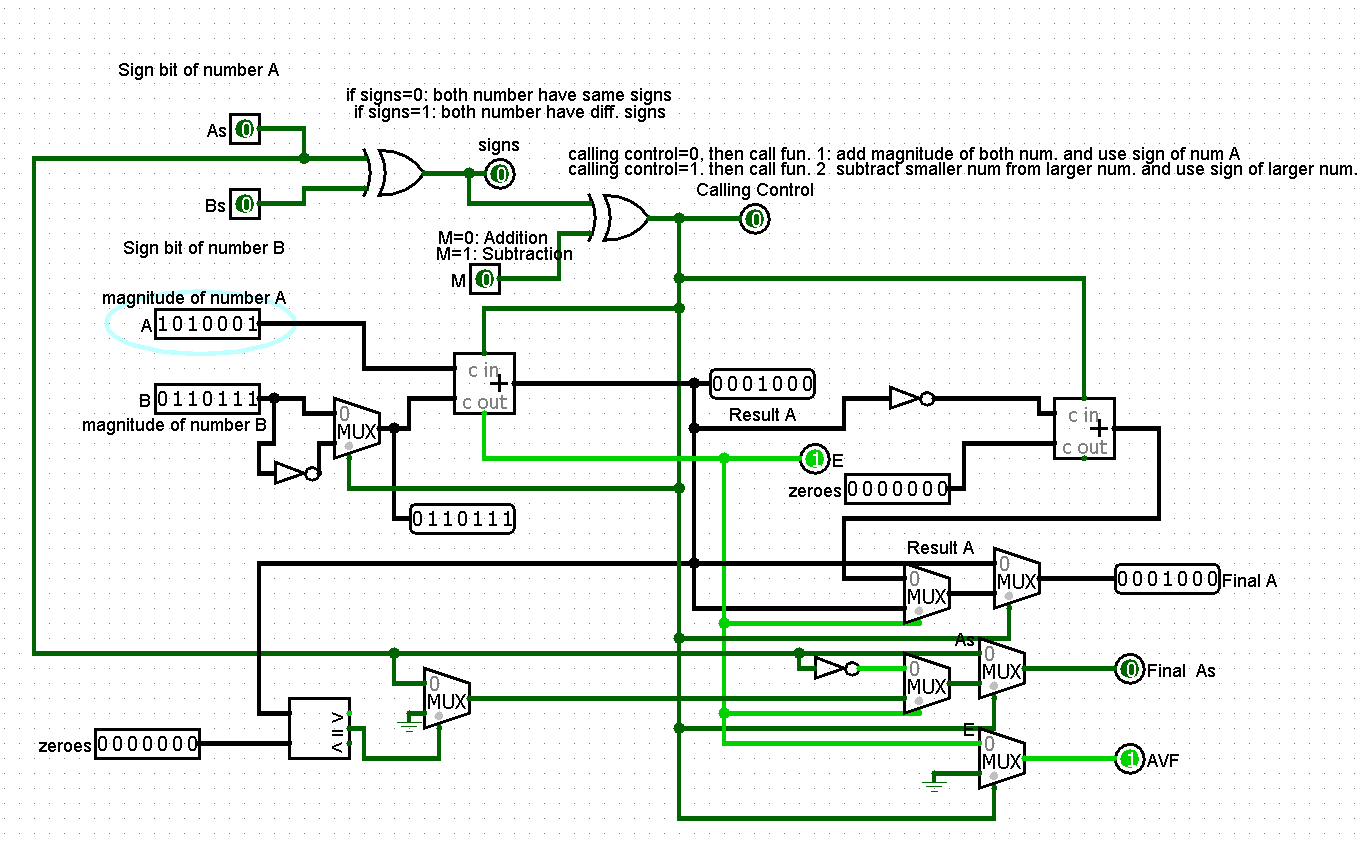 Sign bit of number A
if signs=0: both number have same signs
if signs=1: both number have diff. signs
As 0
signs
0
calling control=0, then call fun. 1: add magnitude of both num. and use sign of num A
calling control=1. then call fun. 2 subtract smaller num from larger num. and use sign of larger num.
Calling Control
0
Bs 0
Sign bit of number B
M=0: Addition
M=1: Subtraction
M 0
magnitude of number A
A 1010001
c in
+
c out
0001000
Result A
B 0110111
magnitude of number B
0
MUX
c in
+
c out
1 E
zeroes 0000000
0110111
Result A
0
MUX
0
MUX
0001000 Final A
As
0
MUX
0
MUX
0
MUX
0 Final As
zeroes 0000000
E
0
MUX
1 AVF